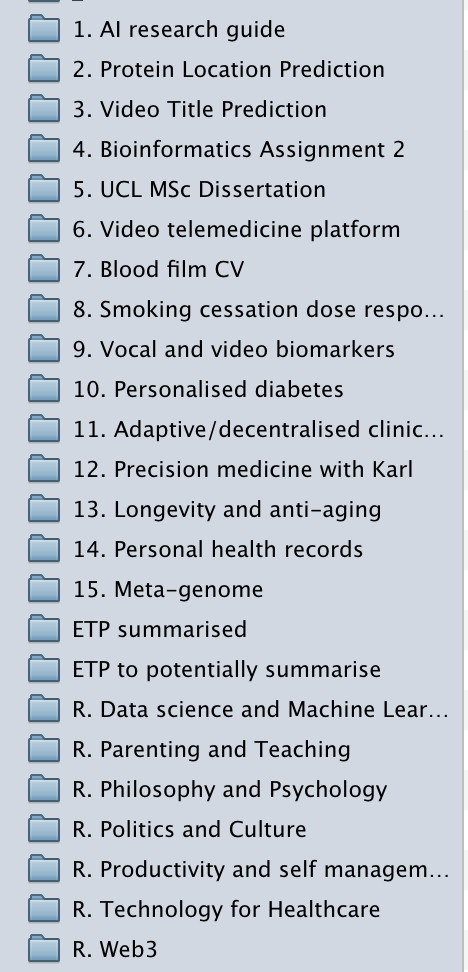 1. AI research guide
2. Protein Location Prediction
3. Video Title Prediction
4. Bioinformatics Assignment 2
5. UCL MSc Dissertation
6. Video telemedicine platform
7. Blood film CV
8. Smoking cessation dose respo...
9. Vocal and video biomarkers
10. Personalised diabetes
11. Adaptive/decentralised clinic...
12. Precision medicine with Karl
13. Longevity and anti-aging
14. Personal health records
15. Meta-genome
ETP summarised
ETP to potentially summarise
R. Data science and Machine Lear...
R. Parenting and Teaching
R. Philosophy and Psychology
R. Politics and Culture
R. Productivity and self managem...
R. Technology for Healthcare
R. Web3